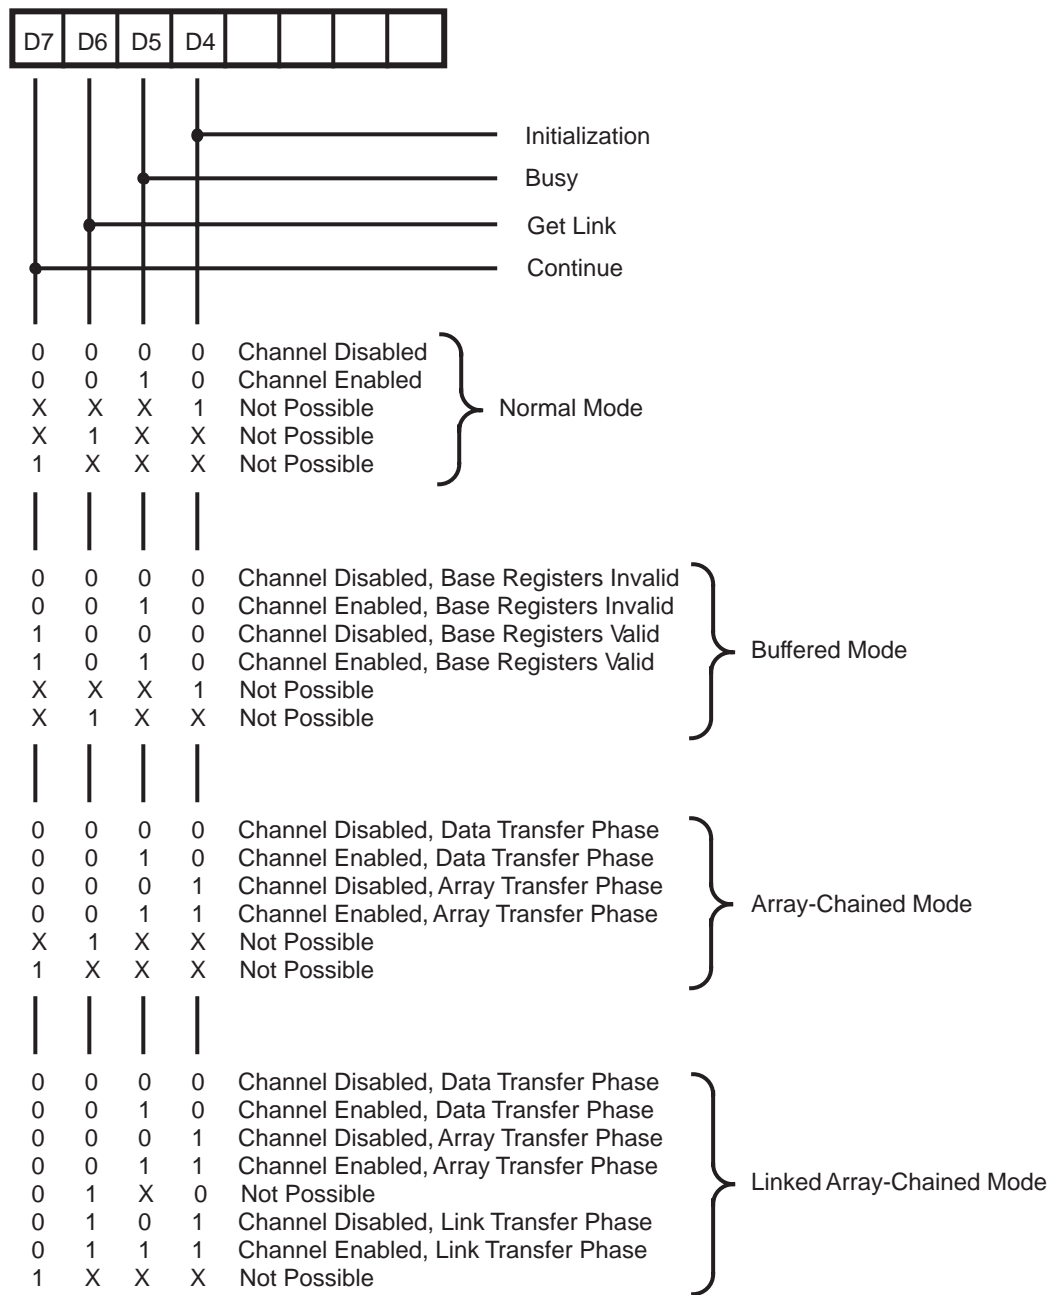 D7 D6 D5 D4
Initialization
Busy
Get Link
Continue
0 0 0 0 Channel Disabled
0 0 1 0 Channel Enabled
X X X 1 Not Possible
X 1 X X Not Possible
1 X X X Not Possible
Normal Mode
0 0 0 0 Channel Disabled, Base Registers Invalid
0 0 1 0 Channel Enabled, Base Registers Invalid
1 0 0 0 Channel Disabled, Base Registers Valid
1 0 1 0 Channel Enabled, Base Registers Valid
X X X 1 Not Possible
X 1 X X Not Possible
Buffered Mode
0 0 0 0 Channel Disabled, Data Transfer Phase
0 0 1 0 Channel Enabled, Data Transfer Phase
0 0 0 1 Channel Disabled, Array Transfer Phase
0 0 1 1 Channel Enabled, Array Transfer Phase
X 1 X X Not Possible
1 X X X Not Possible
Array-Chained Mode
0 0 0 0 Channel Disabled, Data Transfer Phase
0 0 1 0 Channel Enabled, Data Transfer Phase
0 0 0 1 Channel Disabled, Array Transfer Phase
0 0 1 1 Channel Enabled, Array Transfer Phase
0 1 X 0 Not Possible
0 1 0 1 Channel Disabled, Link Transfer Phase
0 1 1 1 Channel Enabled, Link Transfer Phase
1 X X X Not Possible
Linked Array-Chained Mode